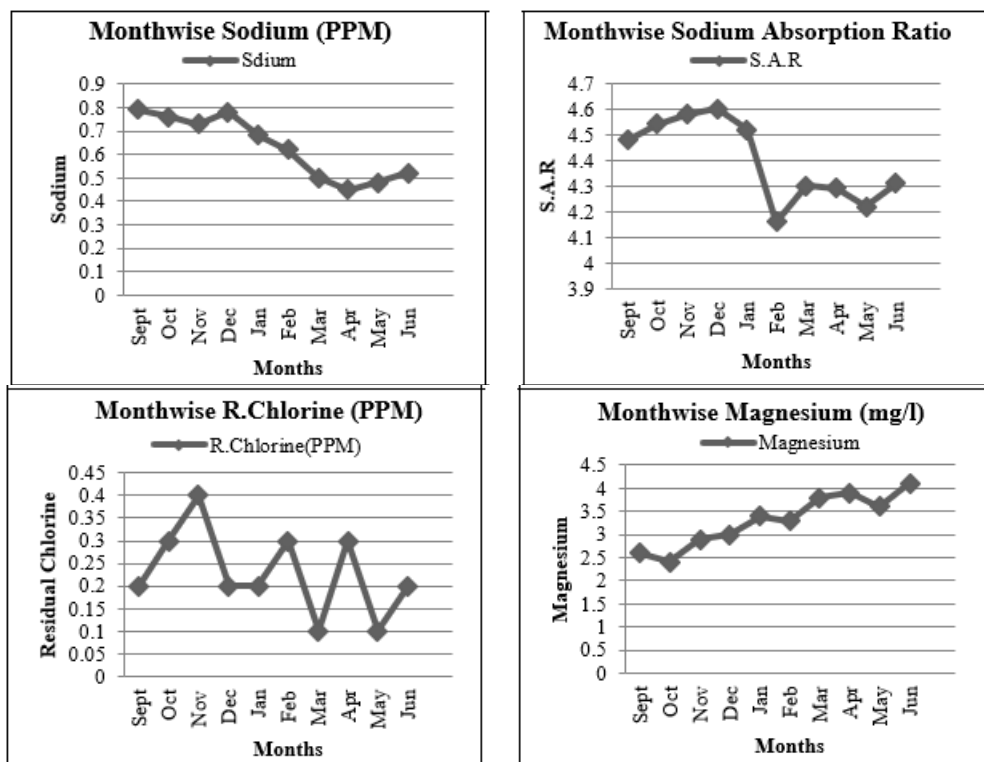 Monthwise Sodium (PPM)
Sdium
0.9
0.8
0.7
0.6
0.5
0.4
0.3
0.2
0.1
0
Sodium
Sept
Oct
Nov
Dec
Jan
Feb
Mar
Apr
May
Jun
Months
Monthwise Sodium Absorption Ratio
S.A.R
4.7
4.6
4.5
4.4
4.3
4.2
4.1
4
3.9
S.A.R
Sept
Oct
Nov
Dec
Jan
Feb
Mar
Apr
May
Jun
Months
Monthwise R.Chlorine (PPM)
R.Chlorine(PPM)
0.45
0.4
0.35
0.3
0.25
0.2
0.15
0.1
0.05
0
Residual Chlorine
Sept
Oct
Nov
Dec
Jan
Feb
Mar
Apr
May
Jun
Months
Monthwise Magnesium (mg/l)
Magnesium
4.5
4
3.5
3
2.5
2
1.5
1
0.5
0
Magnesium
Sept
Oct
Nov
Dec
Jan
Feb
Mar
Apr
May
Jun
Months